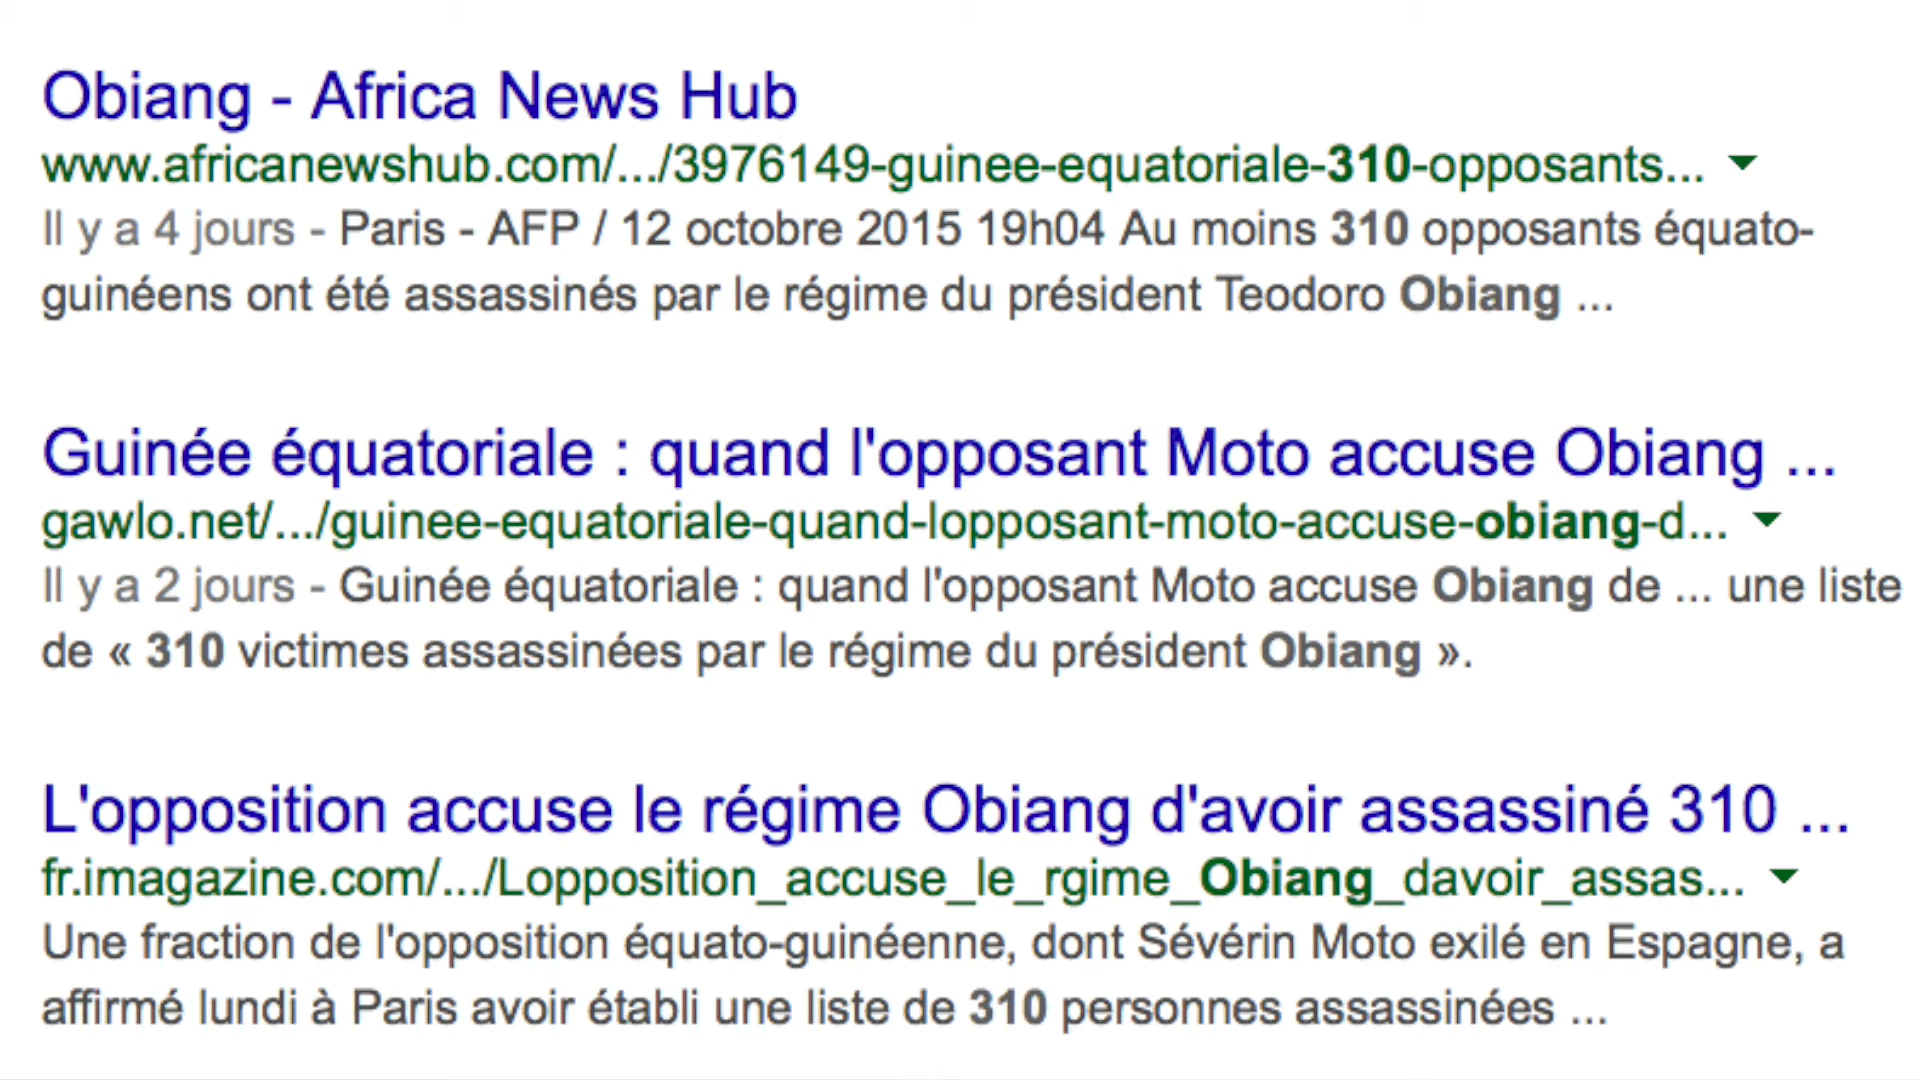 Obiang - Africa News Hub
www.africanewshub.com/.../3976149-guinee-equatoriale-310-opposants...
Il y a 4 jours - Paris - AFP / 12 octobre 2015 19h04 Au moins 310 opposants équato-
guinéens ont été assassinés par le régime du président Teodoro Obiang ...
Guinée équatoriale : quand l'opposant Moto accuse Obiang ...
gawlo.net/.../guinee-equatoriale-quand-lopposant-moto-accuse-obiang-d...
Il y a 2 jours - Guinée équatoriale : quand l'opposant Moto accuse Obiang de ... une liste
de « 310 victimes assassinées par le régime du président Obiang ».
L'opposition accuse le régime Obiang d'avoir assassiné 310 ...
fr.imagazine.com/.../Lopposition_accuse_le_rgime_Obiang_davoir_assas...
Une fraction de l'opposition équato-guinéenne, dont Sévérin Moto exilé en Espagne, a
affirmé lundi à Paris avoir établi une liste de 310 personnes assassinées ...